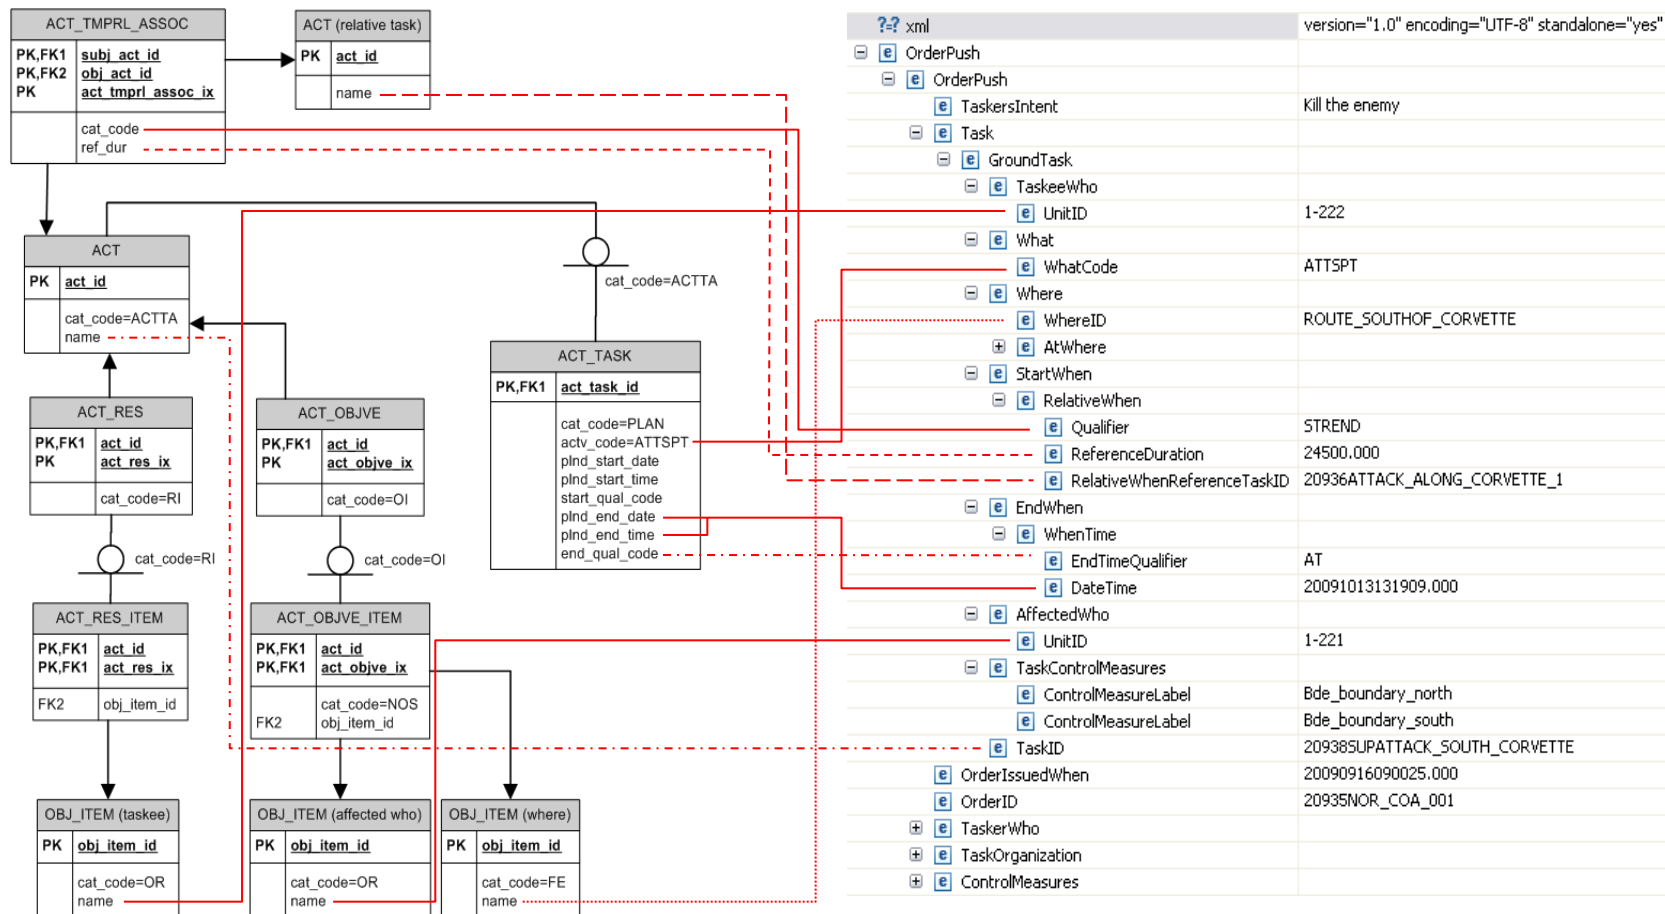 ACT_TMPRL_ASSOC
PK,FK1 subj_act_id
PK,FK2 obj_act_id
PK act_tmprl_assoc_ix
cat_code
ref_dur
ACT (relative task)
PK act_id
name
ACT
PK act_id
cat_code=ACTTA
name
cat_code=ACTTA
ACT_TASK
PK,FK1 act_task_id
cat_code=PLAN
actv_code=ATTSPT
plnd_start_date
plnd_start_time
start_qual_code
plnd_end_date
plnd_end_time
end_qual_code
ACT_RES
PK,FK1 act_id
PK act_res_ix
cat_code=RI
cat_code=RI
ACT_OBJVE
PK,FK1 act_id
PK act_objve_ix
cat_code=OI
cat_code=OI
ACT_RES_ITEM
PK,FK1 act_id
PK,FK1 act_res_ix
FK2 obj_item_id
ACT_OBJVE_ITEM
PK,FK1 act_id
PK,FK1 act_objve_ix
cat_code=NOS
FK2 obj_item_id
OBJ_ITEM (taskee)
PK obj_item_id
cat_code=OR
name
OBJ_ITEM (affected who)
PK obj_item_id
cat_code=OR
name
OBJ_ITEM (where)
PK obj_item_id
cat_code=FE
name
?=? xml version="1.0" encoding="UTF-8" standalone="yes"
e OrderPush
e OrderPush
e TaskersIntent Kill the enemy
e Task
e GroundTask
e TaskeeWho
e UnitID 1-222
e What
e WhatCode ATTSPT
e Where
e WhereID ROUTE_SOUTHOF_CORVETTE
e AtWhere
e StartWhen
e RelativeWhen
e Qualifier STREND
e ReferenceDuration 24500.000
e RelativeWhenReferenceTaskID 20936ATTACK_ALONG_CORVETTE_1
e EndWhen
e WhenTime
e EndTimeQualifier AT
e DateTime 20091013131909.000
e AffectedWho
e UnitID 1-221
e TaskControlMeasures
e ControlMeasureLabel Bde_boundary_north
e ControlMeasureLabel Bde_boundary_south
e TaskID 20938SUPATTACK_SOUTH_CORVETTE
e OrderIssuedWhen 20090916090025.000
e OrderID 20935NOR_COA_001
e TaskerWho
e TaskOrganization
e ControlMeasures